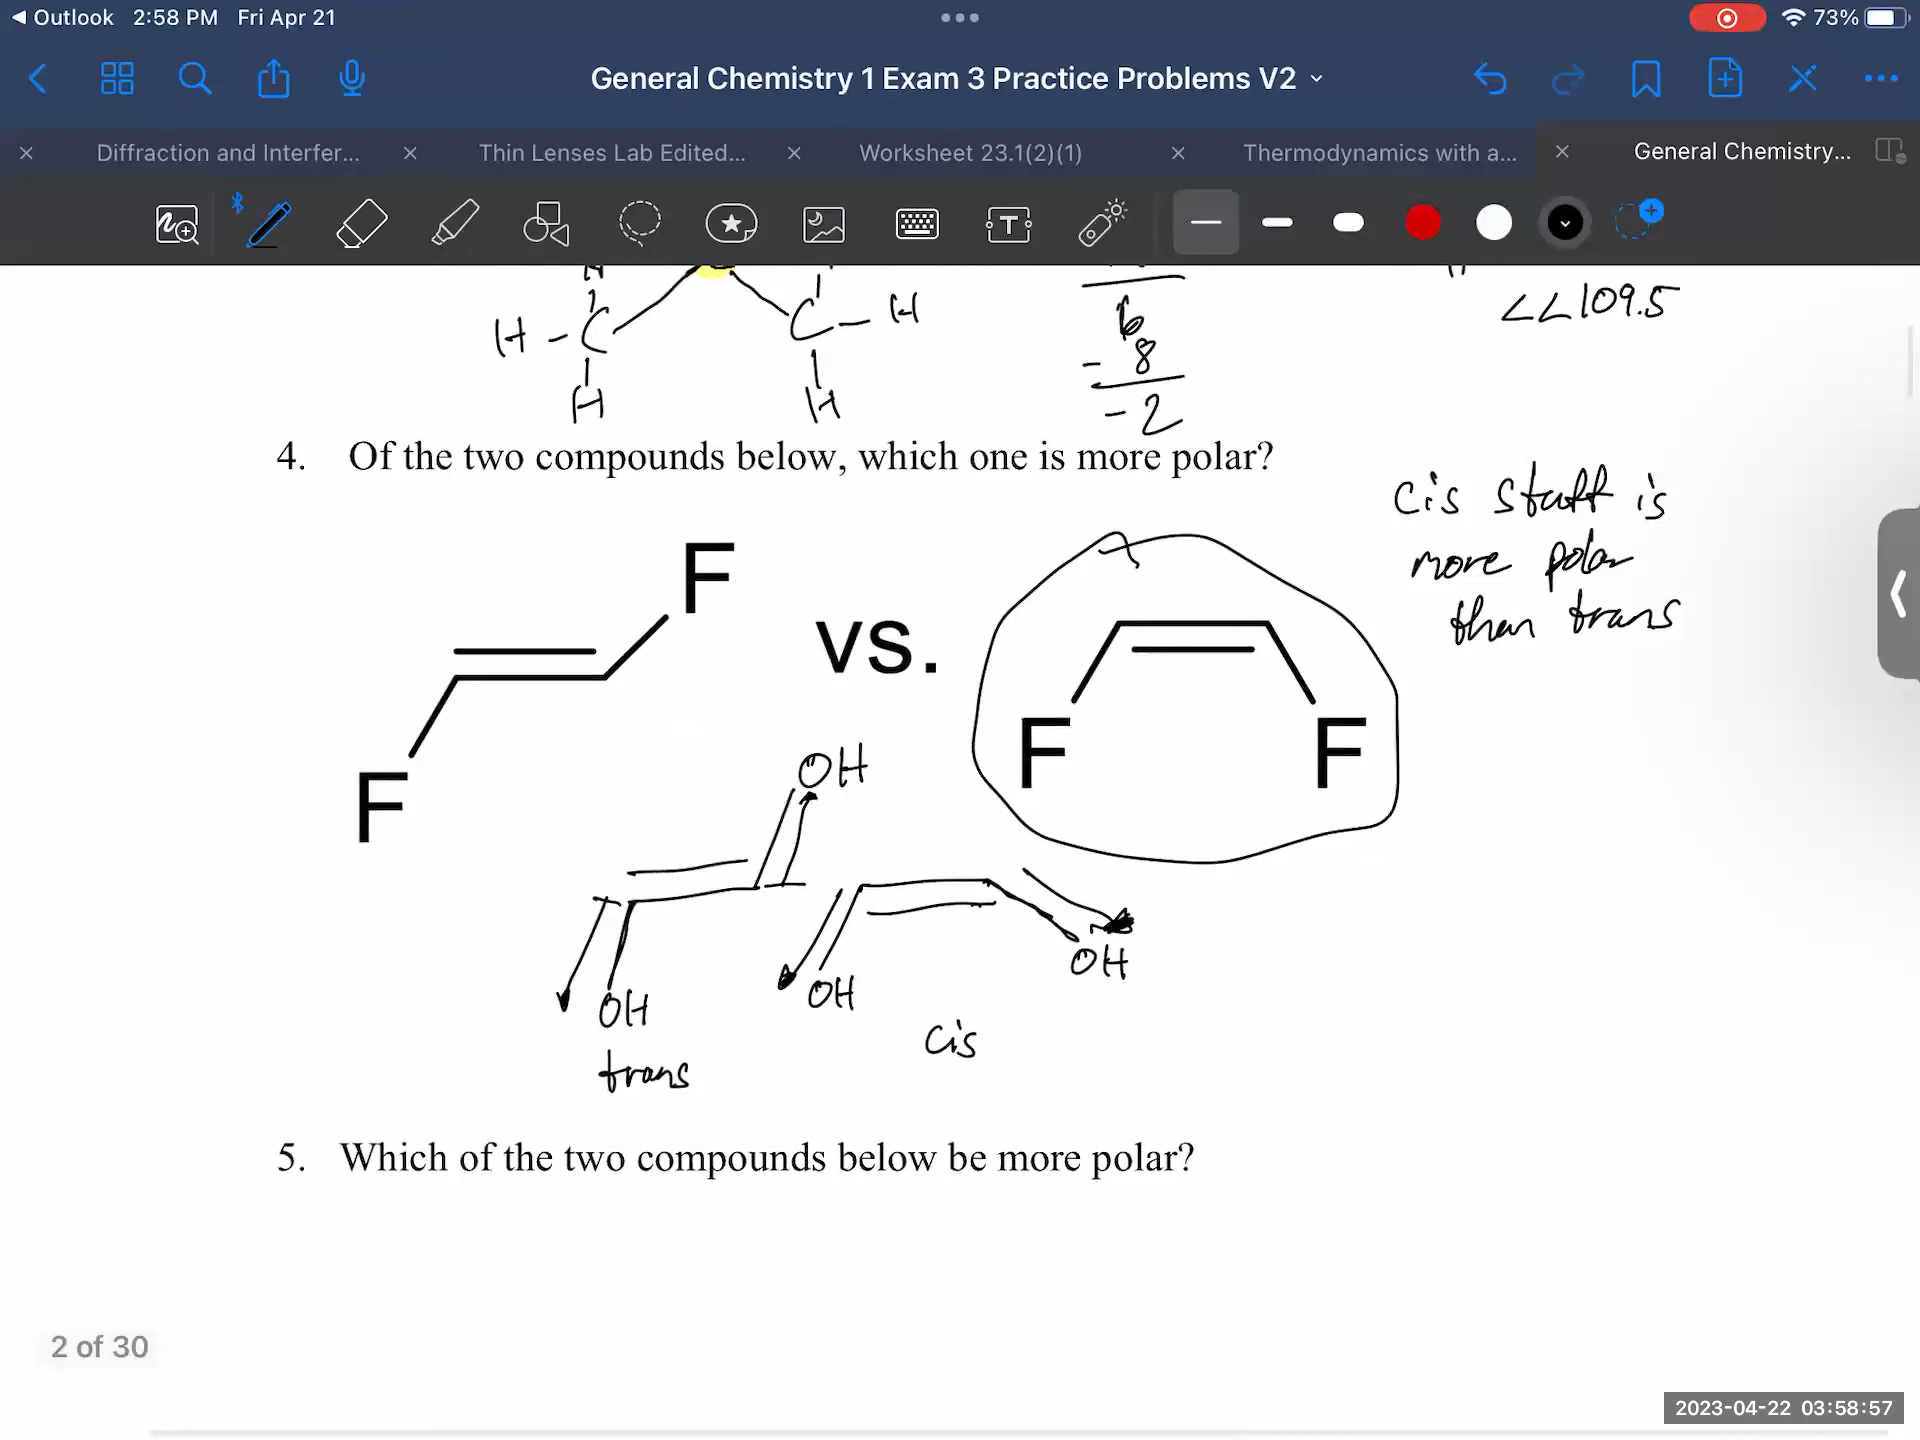 Outlook 2:58 PM Fri Apr 21
73%
General Chemistry 1 Exam 3 Practice Problems V2
Diffraction and Interfer...
Thin Lenses Lab Edited...
Worksheet 23.1(2)(1)
Thermodynamics with a...
General Chemistry...
T
H
H - C
C - H
H
H
6
- 8
- 2
<<109.5
4. Of the two compounds below, which one is more polar?
cis stuff is
more polar
than trans
F
F
vs.
F
F
OH
OH
trans
OH
OH
cis
5. Which of the two compounds below be more polar?
2 of 30
2023-04-22 03:58:57